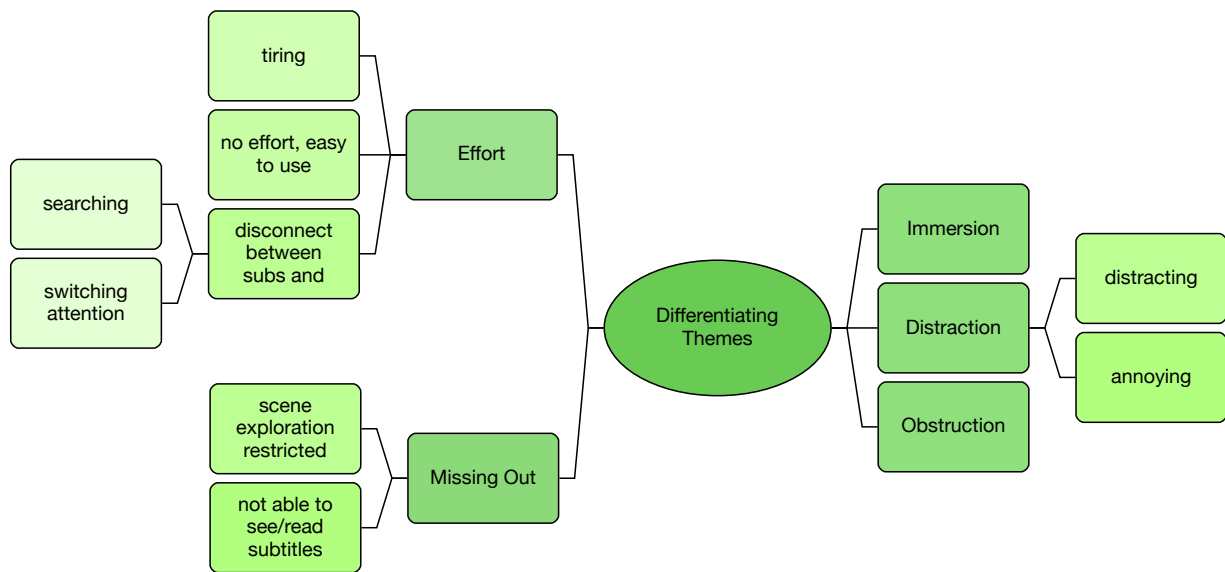 tiring
no effort, easy
to use
disconnect
between
subs and
searching
switching
attention
Effort
scene
exploration
restricted
not able to
see/read
subtitles
Missing Out
Differentiating
Themes
Immersion
Distraction
Obstruction
distracting
annoying